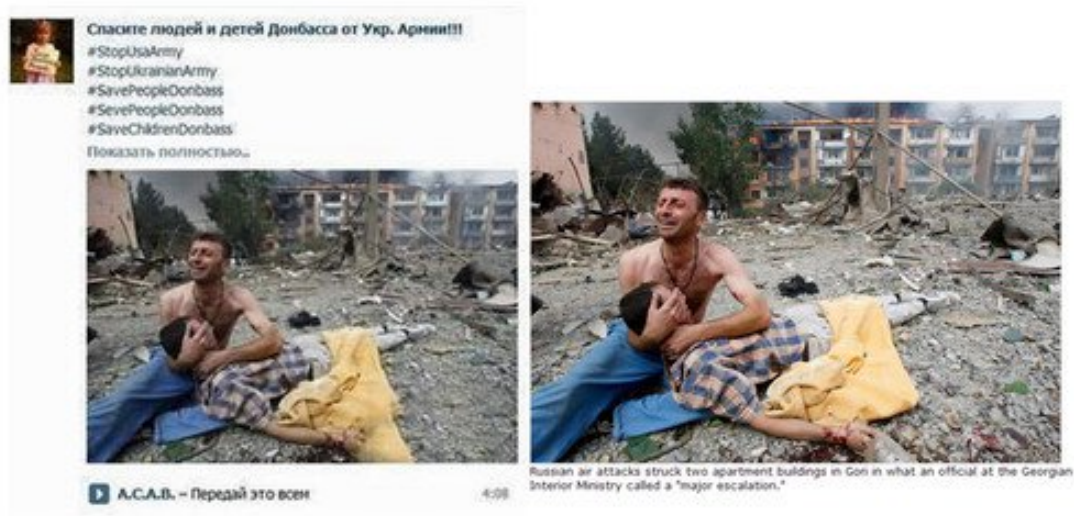 Спасите людей и детей Донбасса от Укр. Армии!!!
#StopUsaArmy
#StopUkrainianArmy
#SavePeopleDonbass
#SevePeopleDonbass
#SaveChildrenDonbass
Показать полностью..
A.C.A.B. – Передай это всем 4:08
Russian air attacks struck two apartment buildings in Gori in what an official at the Georgian
Interior Ministry called a "major escalation."